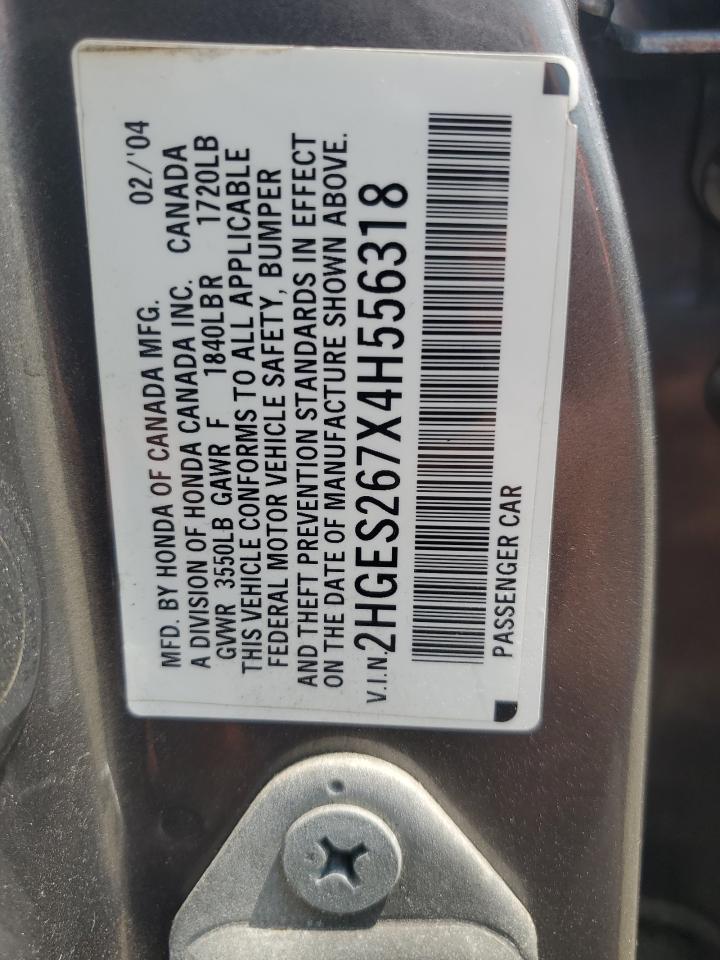 MFD. BY HONDA OF CANADA MFG. 02/'04
A DIVISION OF HONDA CANADA INC. CANADA
GVWR 3550LB GAWR F 1840LBR 1720LB
THIS VEHICLE CONFORMS TO ALL APPLICABLE
FEDERAL MOTOR VEHICLE SAFETY, BUMPER
AND THEFT PREVENTION STANDARDS IN EFFECT
ON THE DATE OF MANUFACTURE SHOWN ABOVE.
V.I.N. 2HGES267X4H556318
PASSENGER CAR